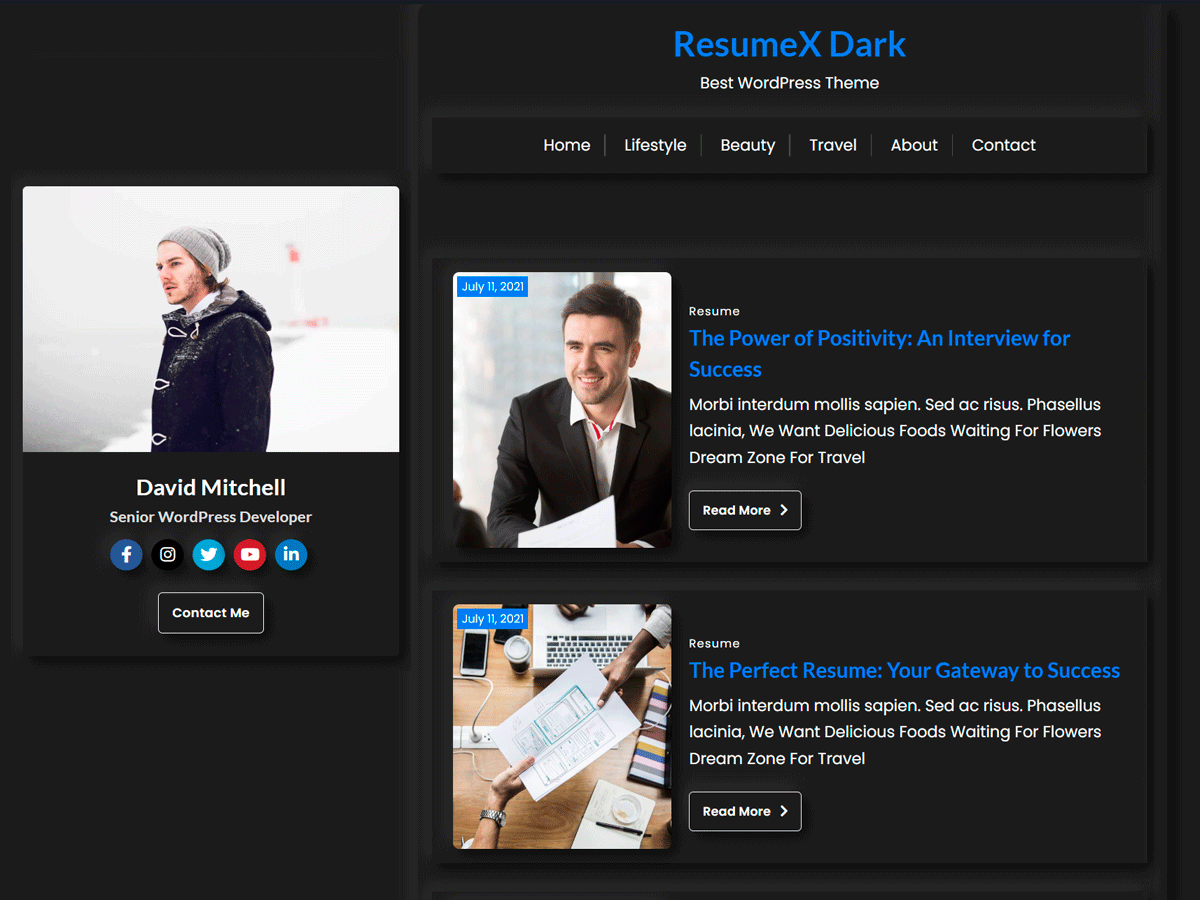 ResumeX Dark
Best WordPress Theme
Home
Lifestyle
Beauty
Travel
About
Contact
David Mitchell
Senior WordPress Developer
Contact Me
July 11, 2021
Resume
The Power of Positivity: An Interview for
Success
Morbi interdum mollis sapien. Sed ac risus. Phasellus
lacinia, We Want Delicious Foods Waiting For Flowers
Dream Zone For Travel
Read More
July 11, 2021
Resume
The Perfect Resume: Your Gateway to Success
Morbi interdum mollis sapien. Sed ac risus. Phasellus
lacinia, We Want Delicious Foods Waiting For Flowers
Dream Zone For Travel
Read More